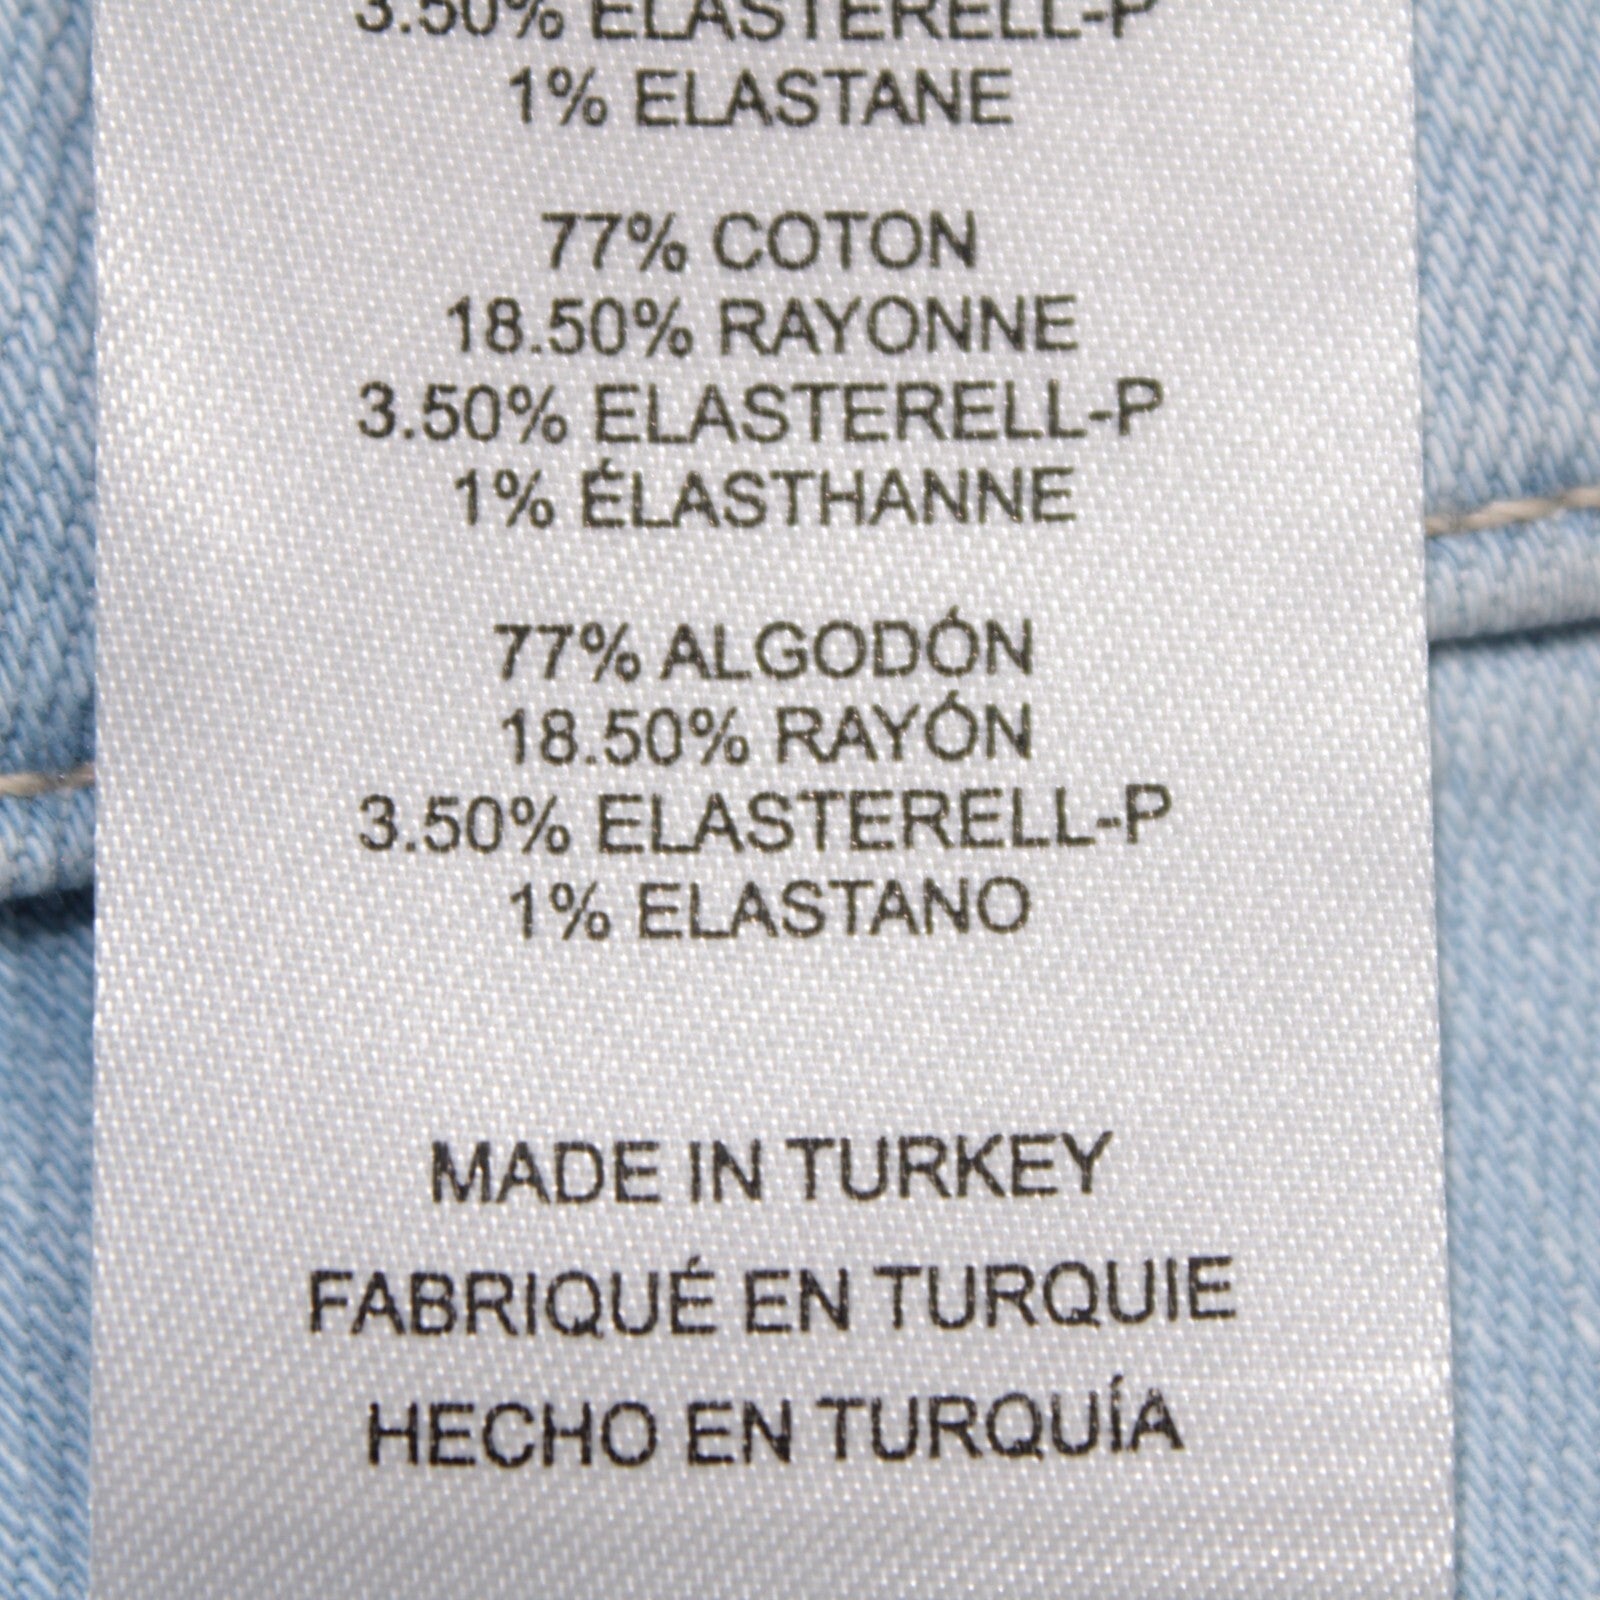 3.50% ELASTERELL-P
1% ELASTANE
77% COTON
18.50% RAYONNE
3.50% ELASTERELL-P
1% ÉLASTHANNE
77% ALGODÓN
18.50% RAYÓN
3.50% ELASTERELL-P
1% ELASTANO
MADE IN TURKEY
FABRIQUÉ EN TURQUIE
HECHO EN TURQUÍA